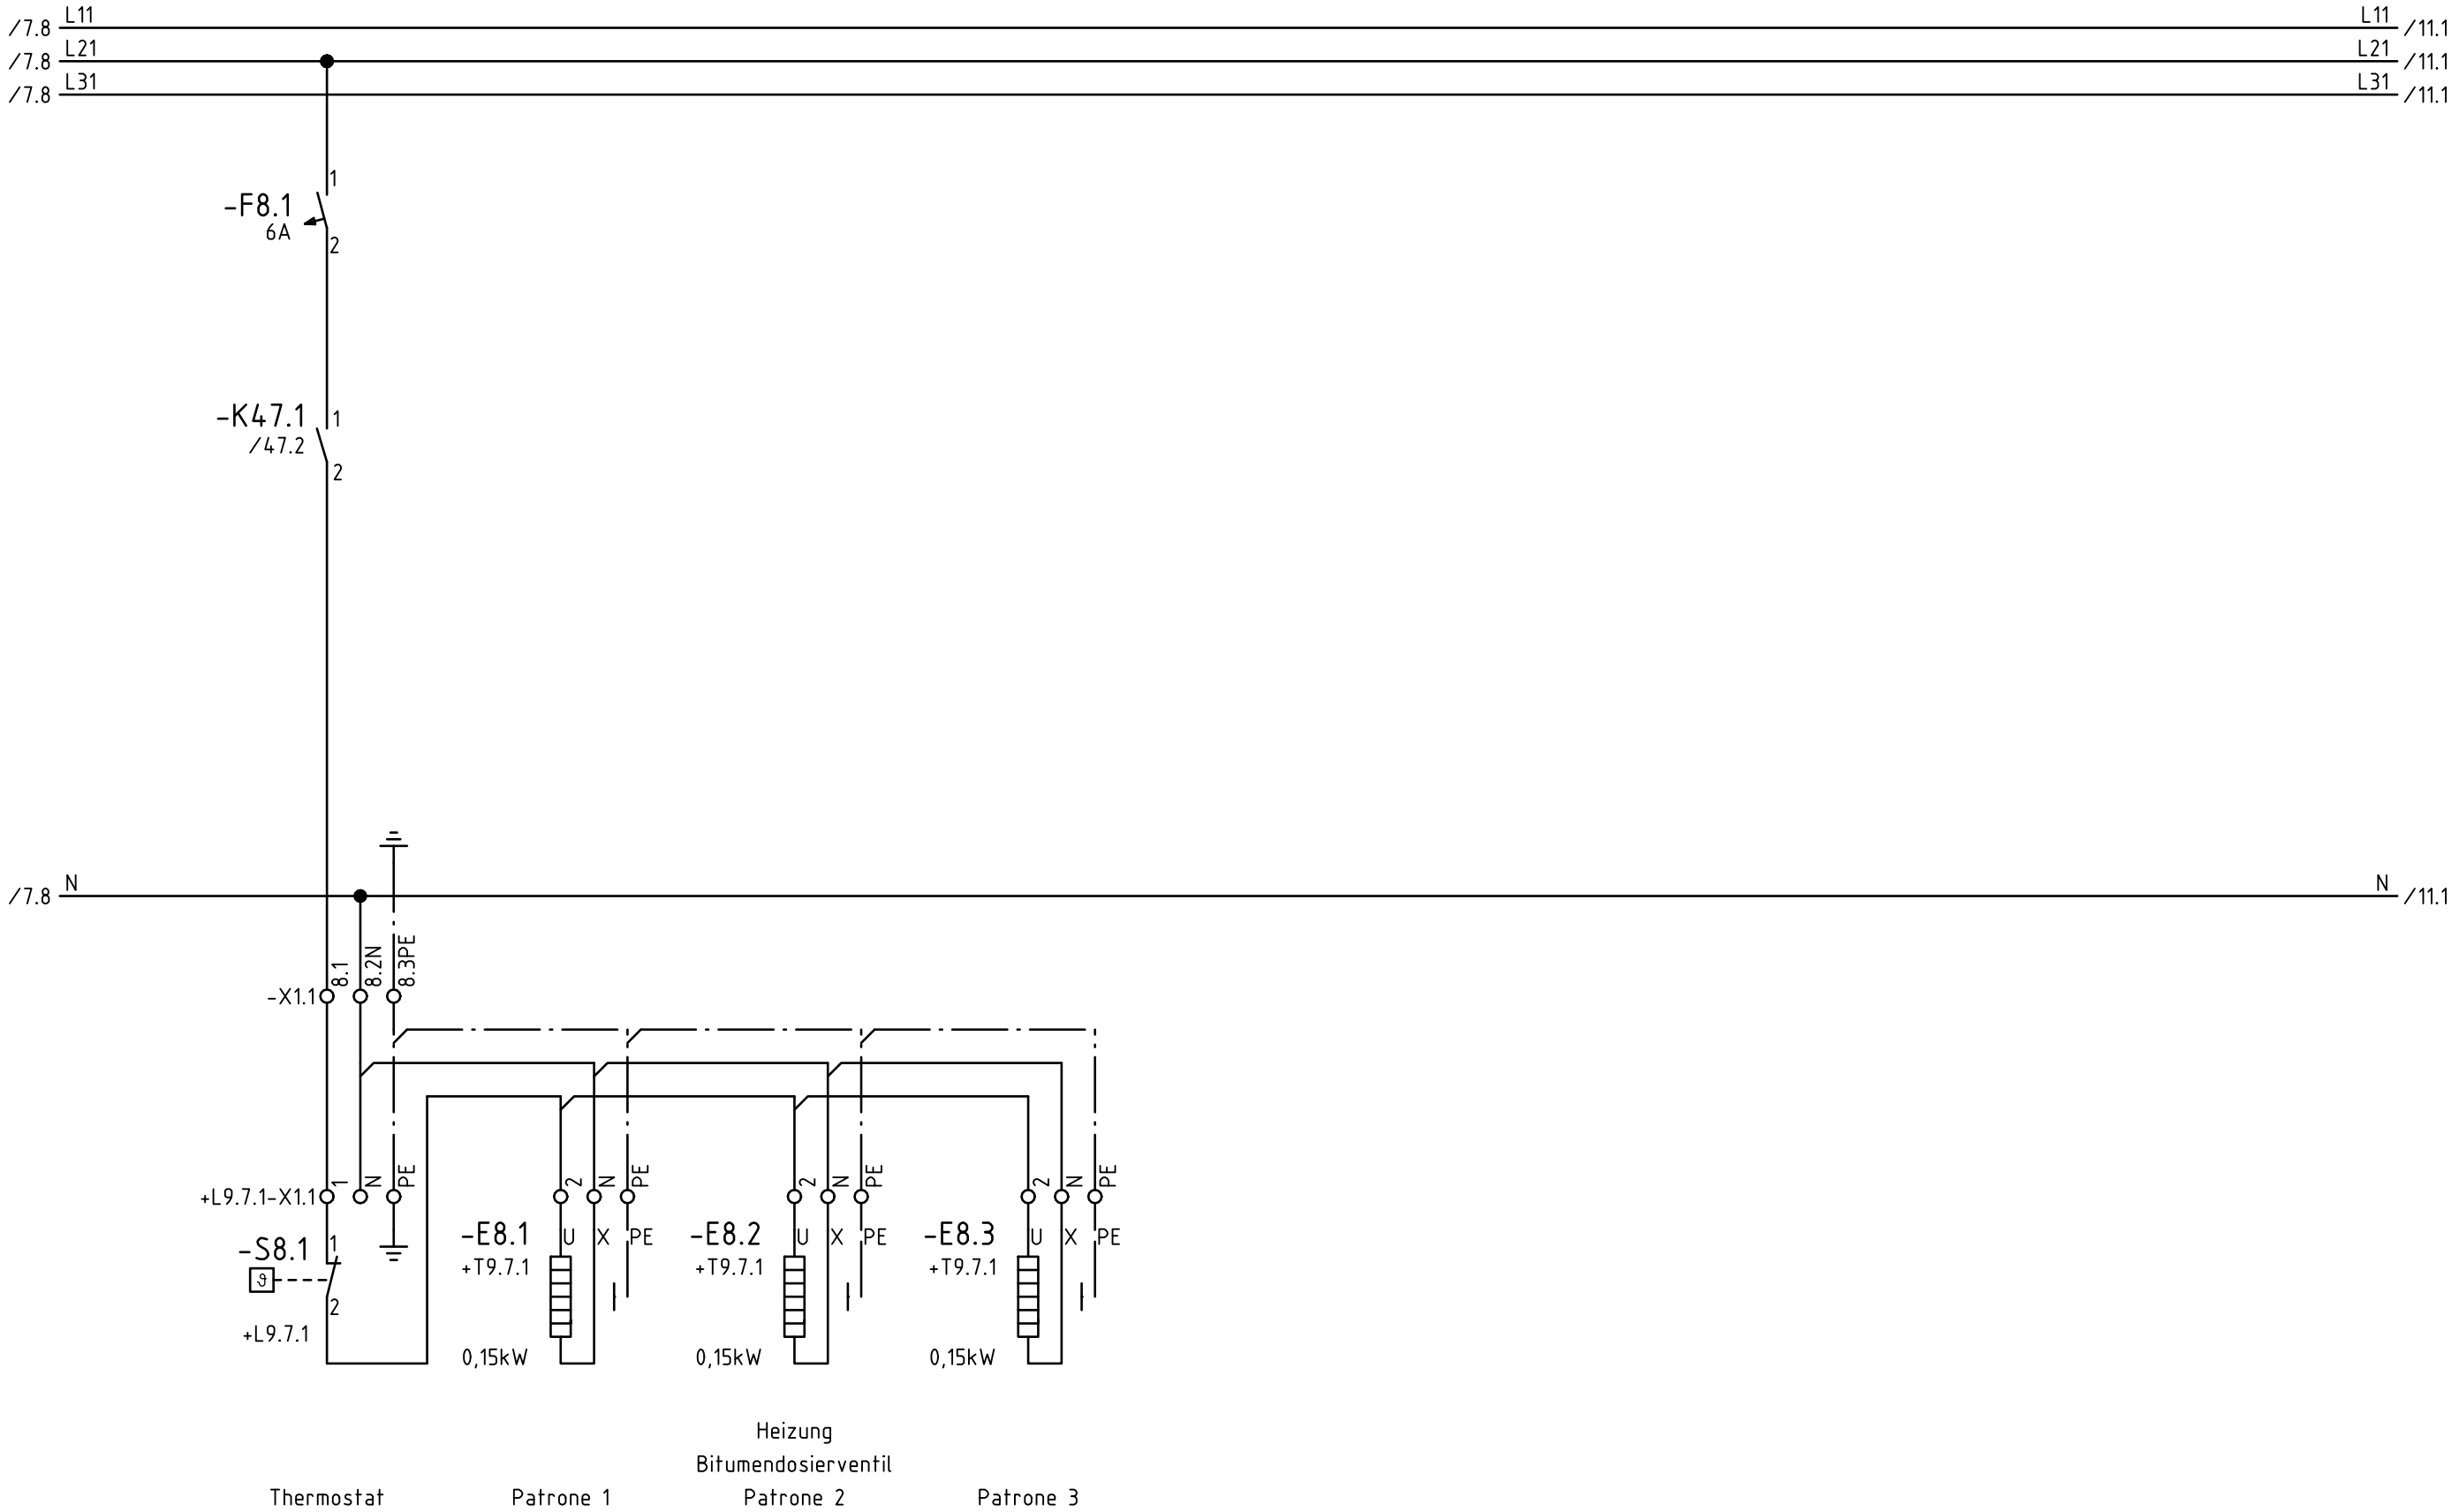 L11 L11
/7.8 /11.1
L21 L21
/7.8 /11.1
L31 L31
/7.8 /11.1
1
-F8.1
6A
2
-K47.1 1
/47.2
2
N N
/7.8 /11.1
8.1 8.2N 8.3PE
-X1.1
1 N PE 2 N PE 2 N PE 2 N PE
+L9.7.1-X1.1
-S8.1 1 -E8.1 U X PE -E8.2 U X PE -E8.3 U X PE
ϑ +T9.7.1 +T9.7.1 +T9.7.1
2
+L9.7.1
0,15kW 0,15kW 0,15kW
Heizung
Bitumendosierventil
Thermostat Patrone 1 Patrone 2 Patrone 3